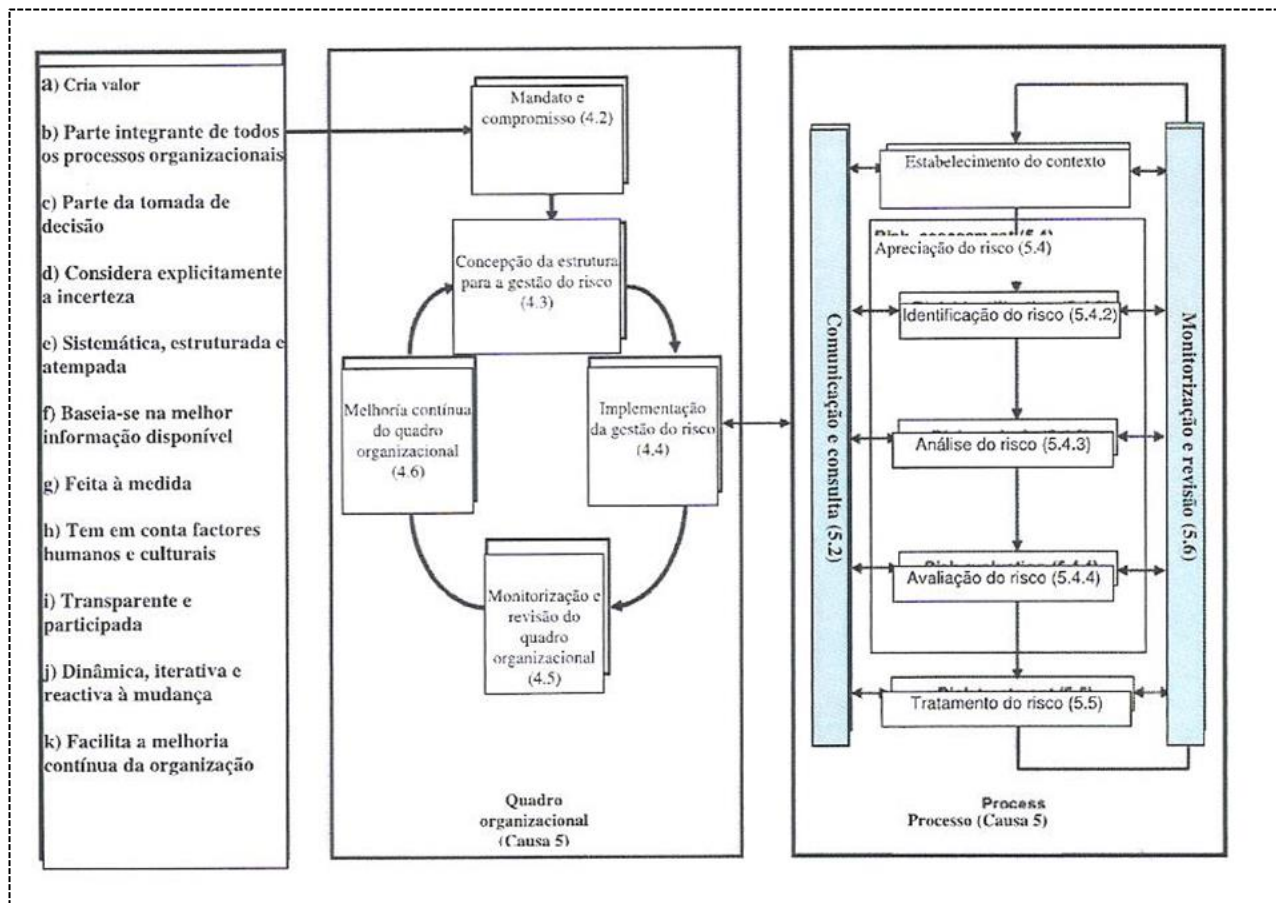 a) Cria valor
b) Parte integrante de todos
os processos organizacionais
c) Parte da tomada de
decisão
d) Considera explicitamente
a incerteza
e) Sistemática, estruturada e
atempada
f) Baseia-se na melhor
informação disponível
g) Feita à medida
h) Tem em conta factores
humanos e culturais
i) Transparente e
participada
j) Dinâmica, iterativa e
reactiva à mudança
k) Facilita a melhoria
contínua da organização
Mandato e
compromisso (4.2)
Concepção da estrutura
para a gestão do risco
(4.3)
Melhoría contínua
do quadro
organizacional
(4.6)
Implementação
da gestão do risco
(4.4)
Monitorização e
revisão do
quadro
organizacional
(4.5)
Quadro
organizacional
(Causa 5)
Comunicação e consulta (5.2)
Estabelecimento do contexto
Apreciação do risco (5.4)
Identificação do risco (5.4.2)
Análise do risco (5.4.3)
Avaliação do risco (5.4.4)
Tratamento do risco (5.5)
Monitorização e revisão (5.6)
Process
Processo (Causa 5)